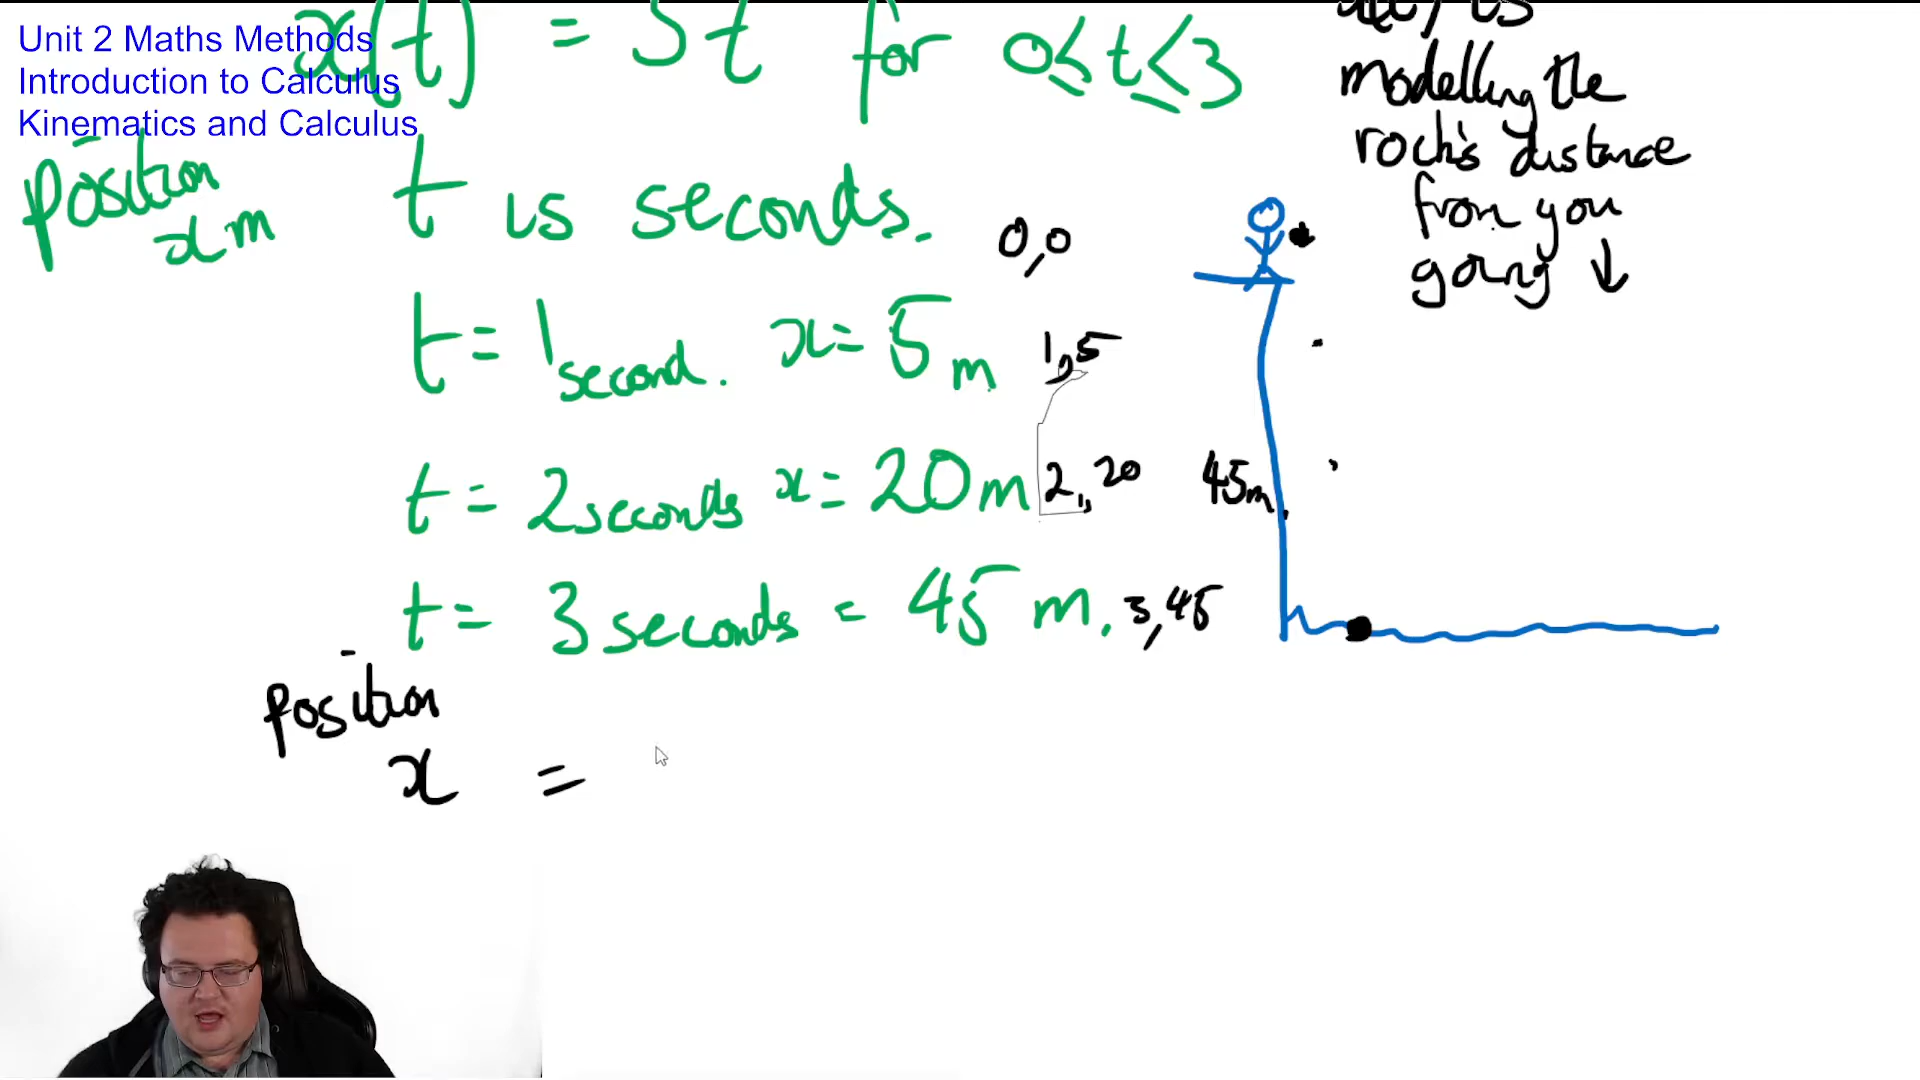 Unit 2 Maths Methods
Introduction to Calculus
Kinematics and Calculus
x(t) = 5t for 0≤t≤3
is
modelling the
rock's distance
from you
going ↓
position
x m
t is seconds.
0,0
t = 1 second. x = 5 m 1,5
t = 2 seconds x = 20 m 2,20
45m
t = 3 seconds = 45 m. 3,45
position
x =